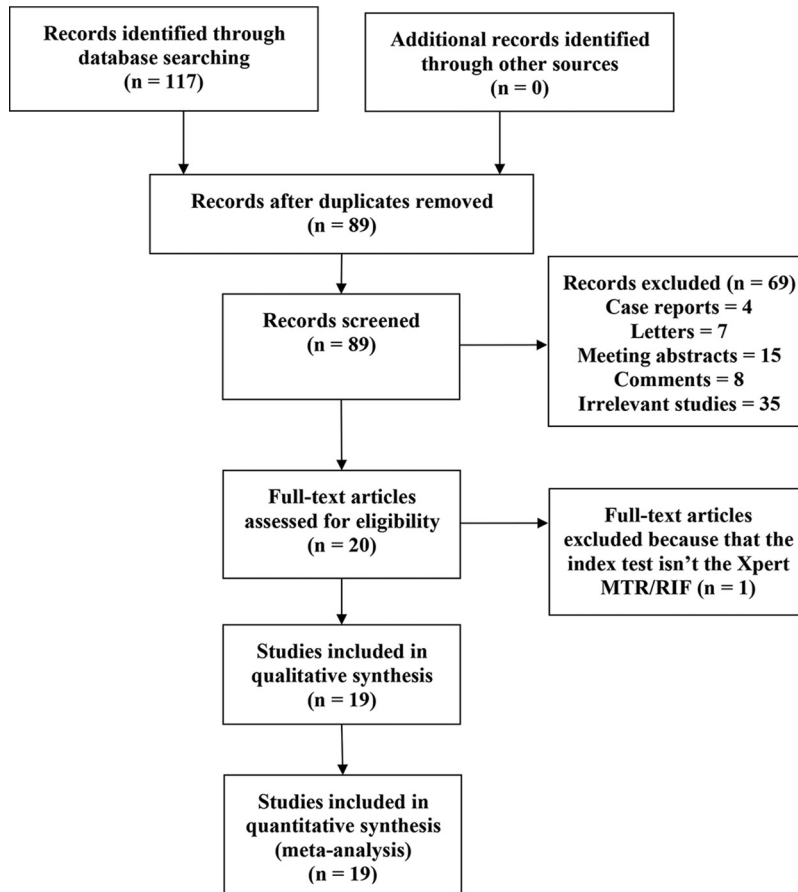 Records identified through
database searching
(n = 117)
Additional records identified
through other sources
(n = 0)
Records after duplicates removed
(n = 89)
Records screened
(n = 89)
Records excluded (n = 69)
Case reports = 4
Letters = 7
Meeting abstracts = 15
Comments = 8
Irrelevant studies = 35
Full-text articles
assessed for eligibility
(n = 20)
Full-text articles
excluded because that the
index test isn’t the Xpert
MTR/RIF (n = 1)
Studies included in
qualitative synthesis
(n = 19)
Studies included in
quantitative synthesis
(meta-analysis)
(n = 19)